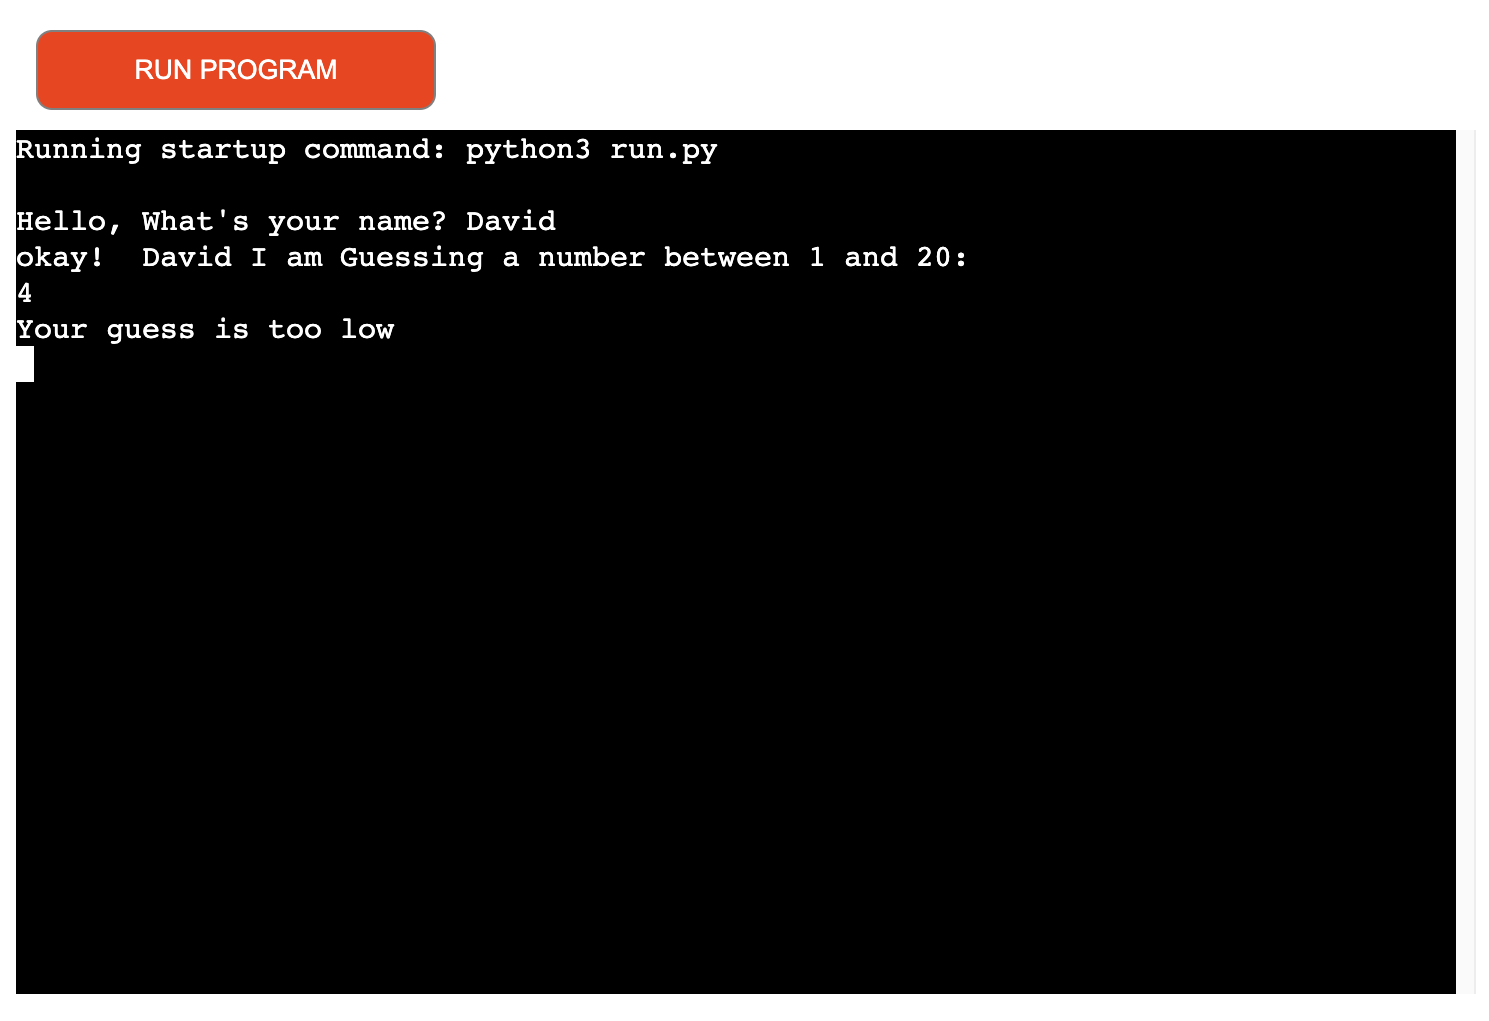 RUN PROGRAM
Running startup command: python3 run.py
Hello, What's your name? David
okay!  David I am Guessing a number between 1 and 20:
4
Your guess is too low